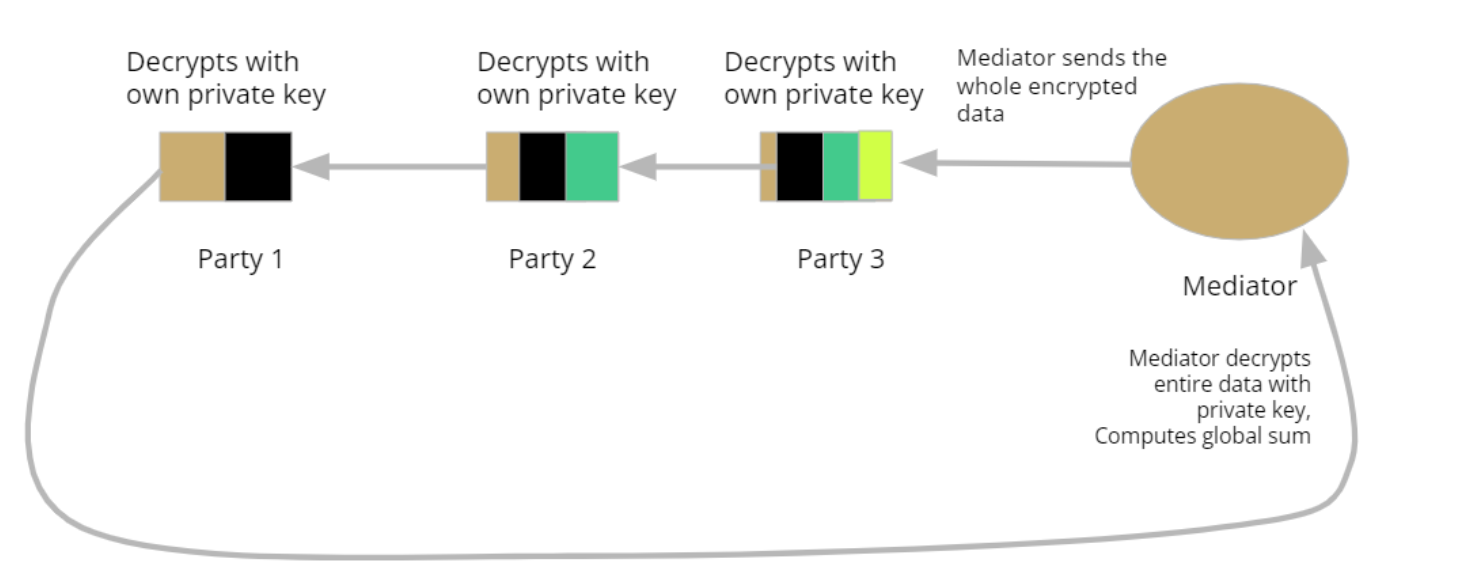 Decrypts with
own private key
Decrypts with
own private key
Decrypts with
own private key
Mediator sends the
whole encrypted
data
Party 1
Party 2
Party 3
Mediator
Mediator decrypts
entire data with
private key,
Computes global sum